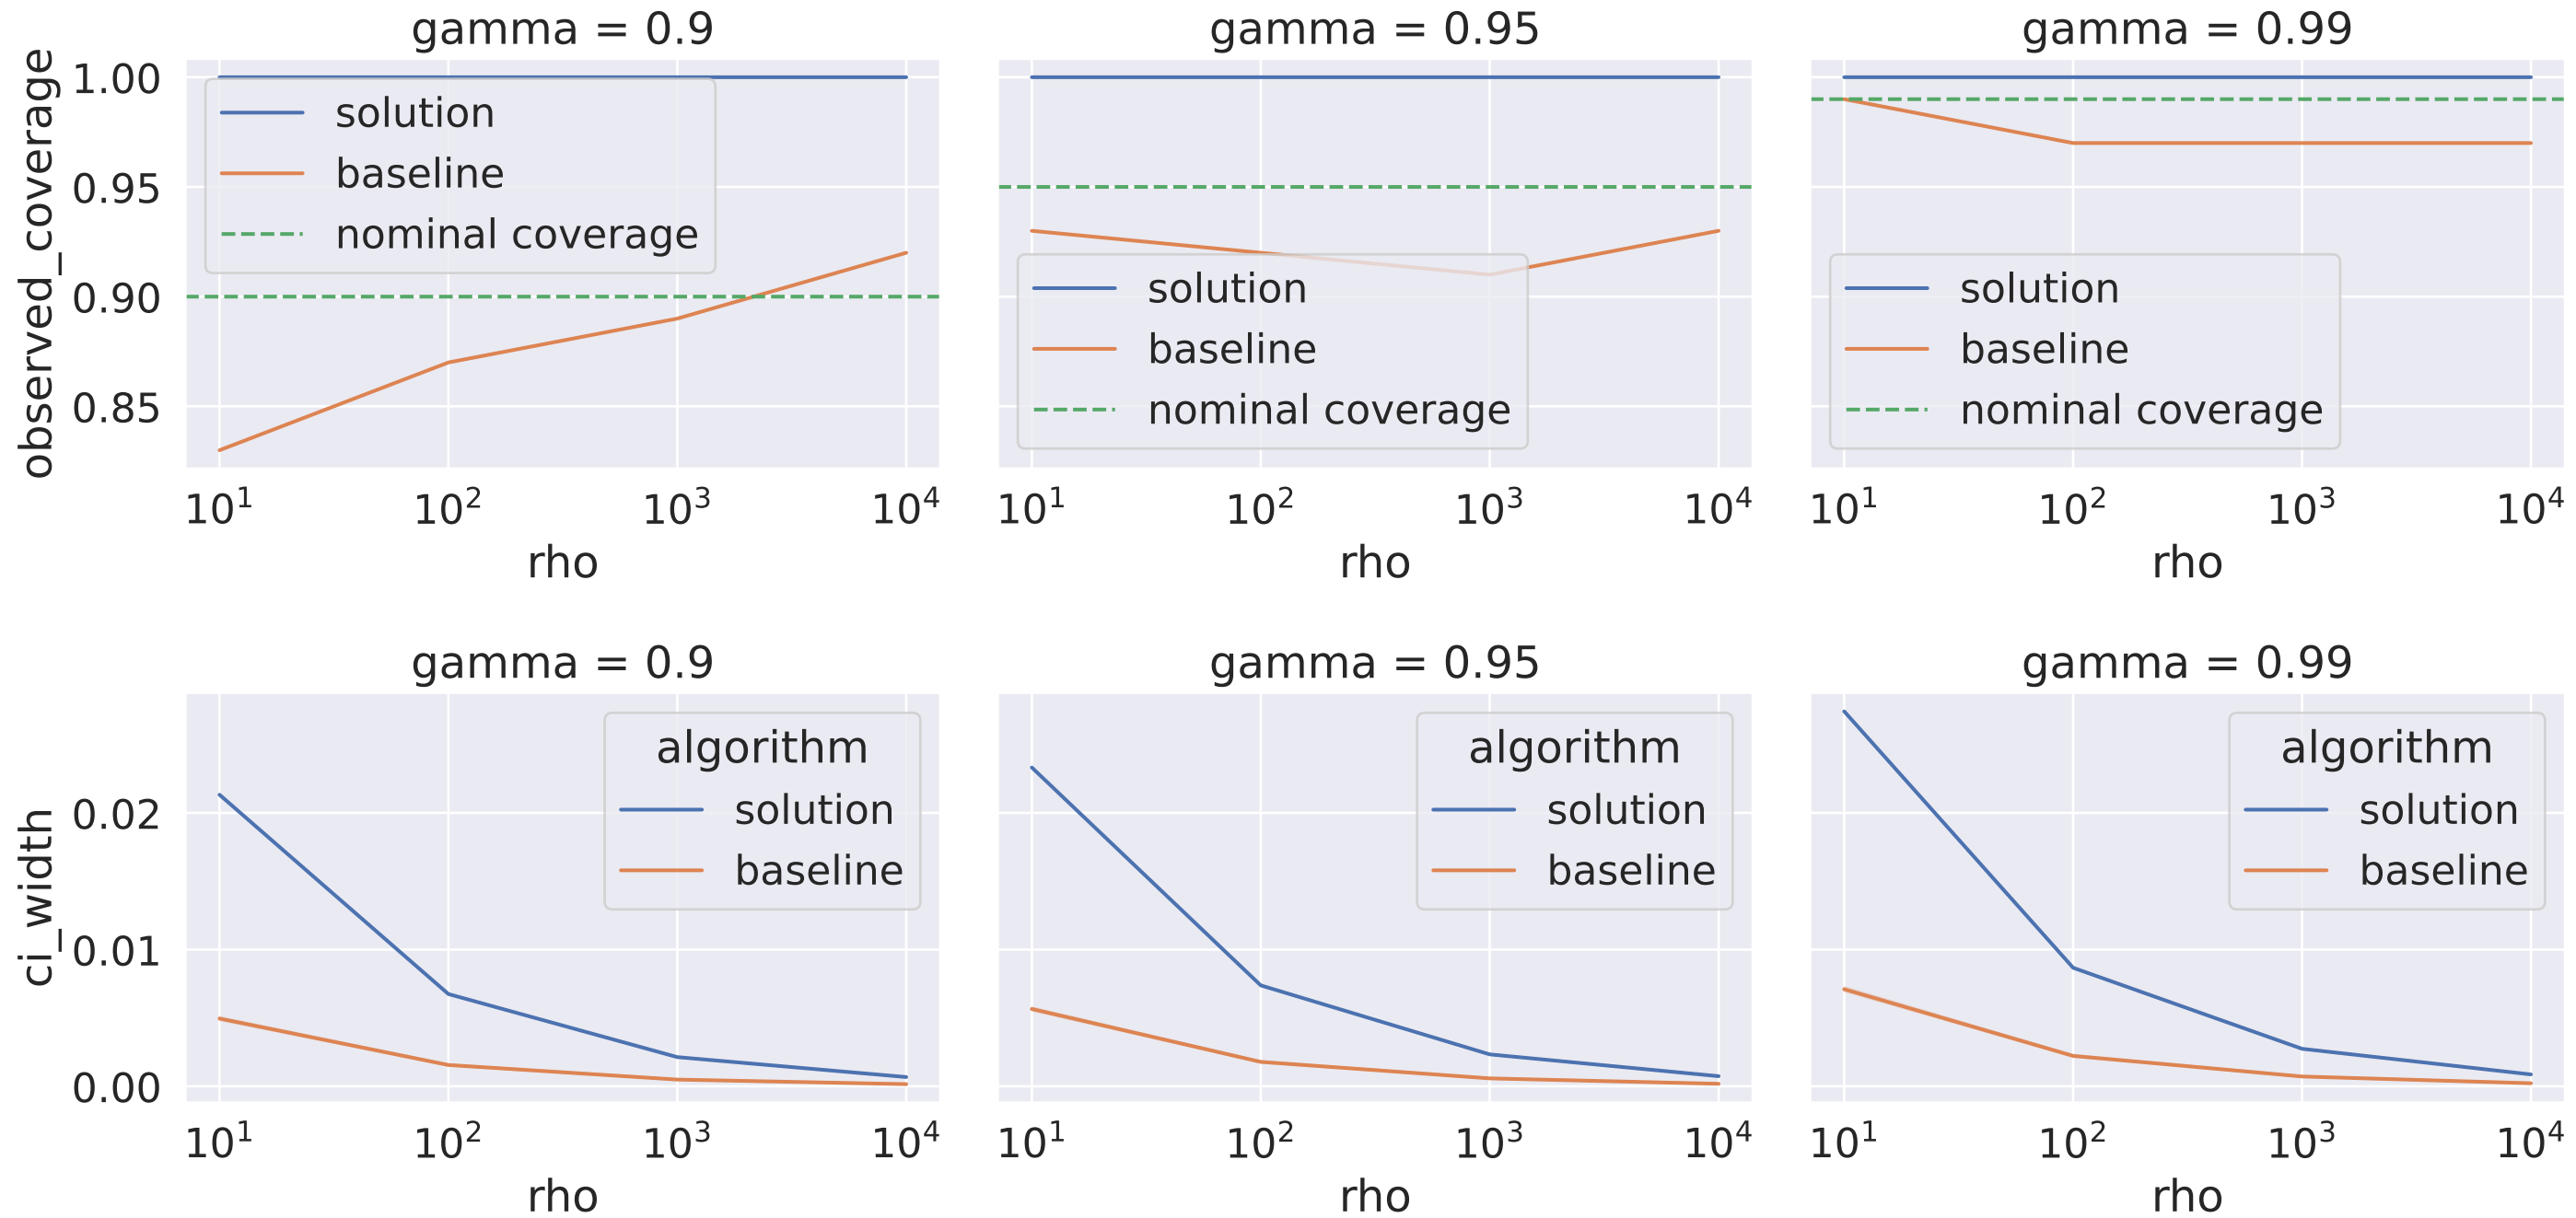 gamma = 0.9
gamma = 0.95
gamma = 0.99
observed_coverage
1.00
0.95
0.90
0.85
solution
baseline
nominal coverage
solution
baseline
nominal coverage
solution
baseline
nominal coverage
10¹ 10² 10³ 10⁴
10¹ 10² 10³ 10⁴
10¹ 10² 10³ 10⁴
rho
rho
rho
gamma = 0.9
gamma = 0.95
gamma = 0.99
ci_width
0.02
0.01
0.00
algorithm
solution
baseline
algorithm
solution
baseline
algorithm
solution
baseline
10¹ 10² 10³ 10⁴
10¹ 10² 10³ 10⁴
10¹ 10² 10³ 10⁴
rho
rho
rho